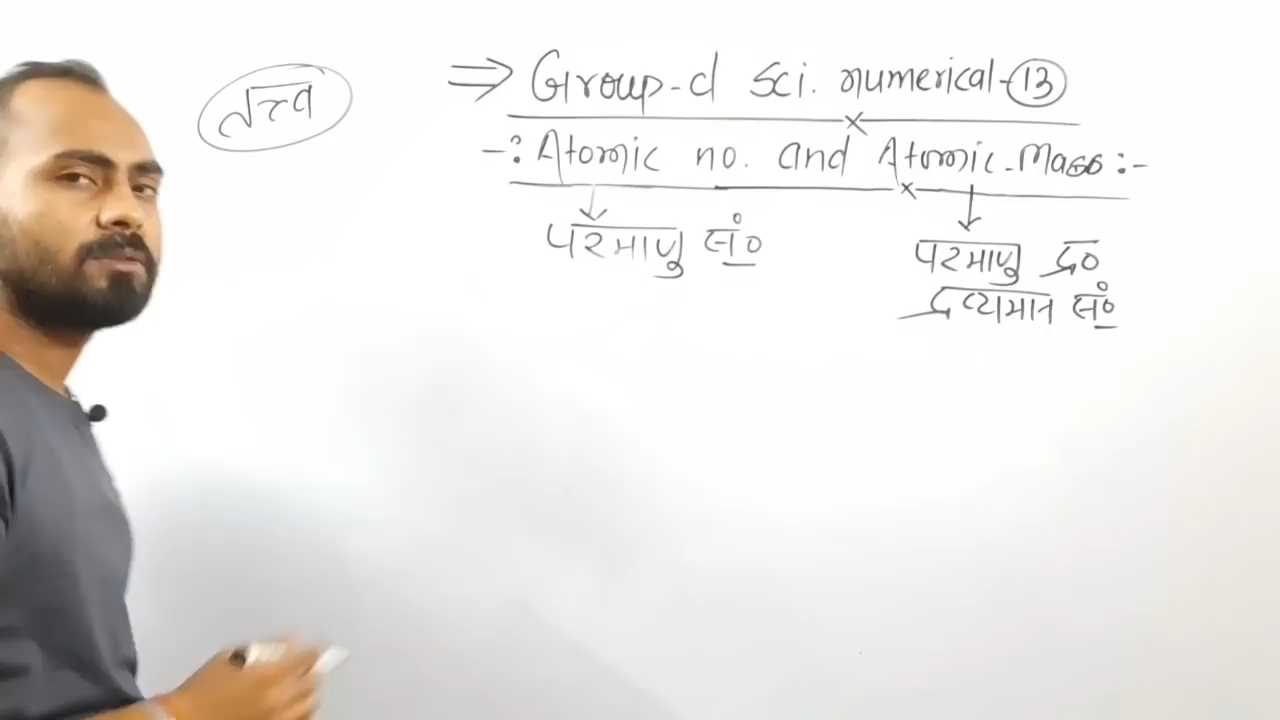 तत्व
⇒ Group-d Sci. numerical-13
-: Atomic no. and Atomic-Mass :-
परमाणु सं०
परमाणु द्र०
द्रव्यमान सं०